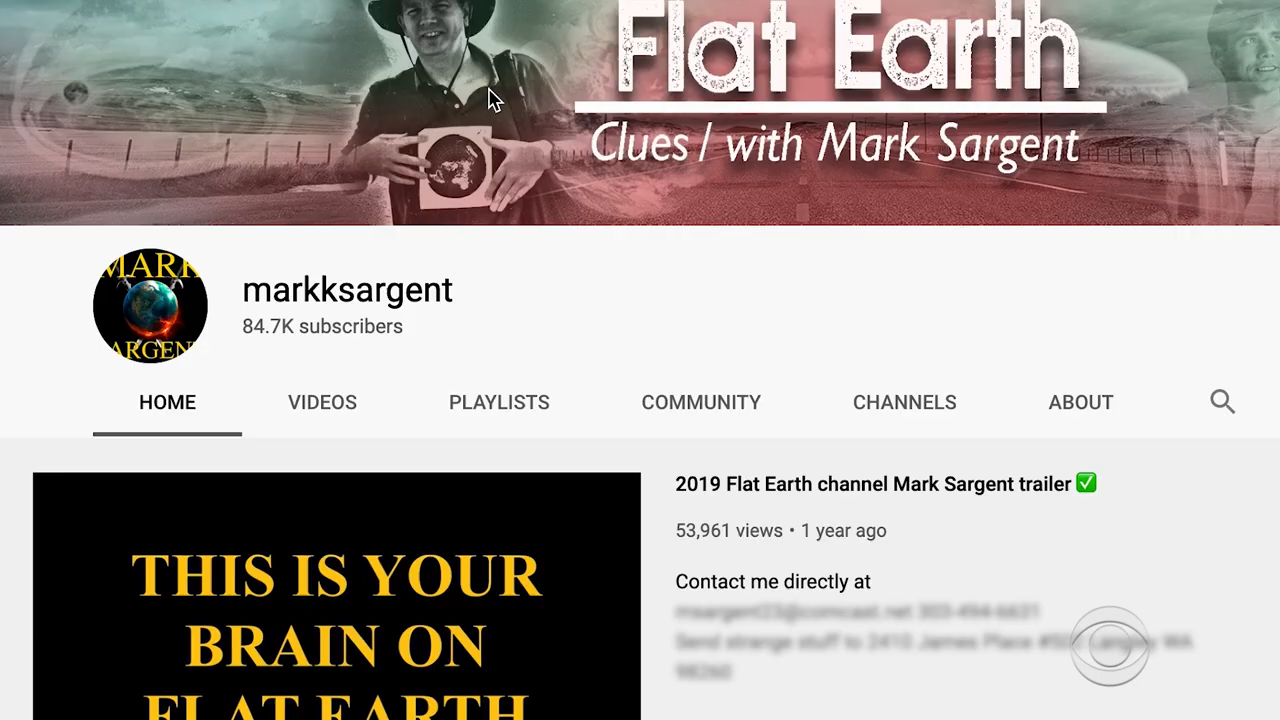 Flat Earth
Clues / with Mark Sargent
MARK
ARGEN
markksargent
84.7K subscribers
HOME
VIDEOS
PLAYLISTS
COMMUNITY
CHANNELS
ABOUT
THIS IS YOUR
BRAIN ON
FLAT EARTH
2019 Flat Earth channel Mark Sargent trailer ✅
53,961 views • 1 year ago
Contact me directly at